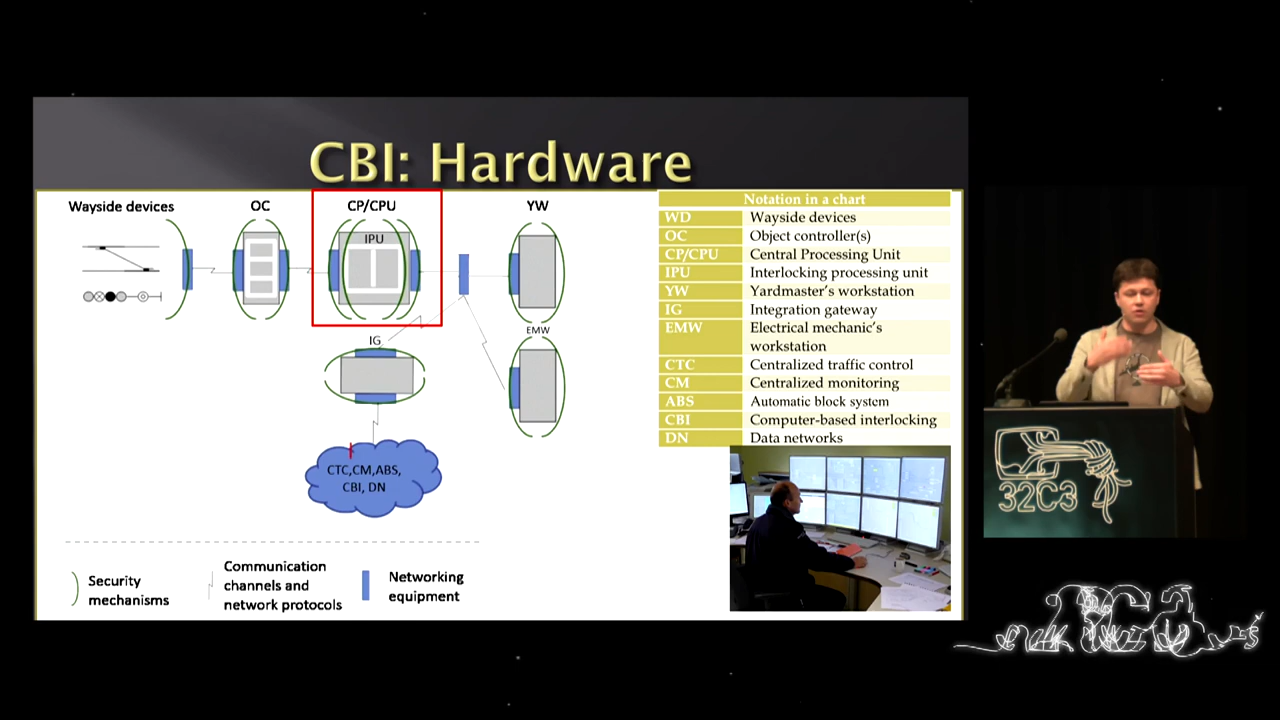 CBI: Hardware
Wayside devices
OC
CP/CPU
YW
IPU
EMW
IG
CTC,CM,ABS,
CBI, DN
Security
mechanisms
Communication
channels and
network protocols
Networking
equipment
Notation in a chart
WD Wayside devices
OC Object controller(s)
CP/CPU Central Processing Unit
IPU Interlocking processing unit
YW Yardmaster's workstation
IG Integration gateway
EMW Electrical mechanic's
workstation
CTC Centralized traffic control
CM Centralized monitoring
ABS Automatic block system
CBI Computer-based interlocking
DN Data networks
32C3